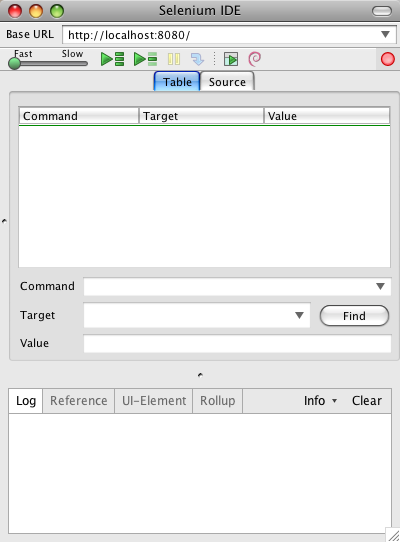 Selenium IDE
Base URL http://localhost:8080/
Fast Slow
Table Source
Command Target Value
Command
Target Find
Value
Log Reference UI-Element Rollup Info Clear